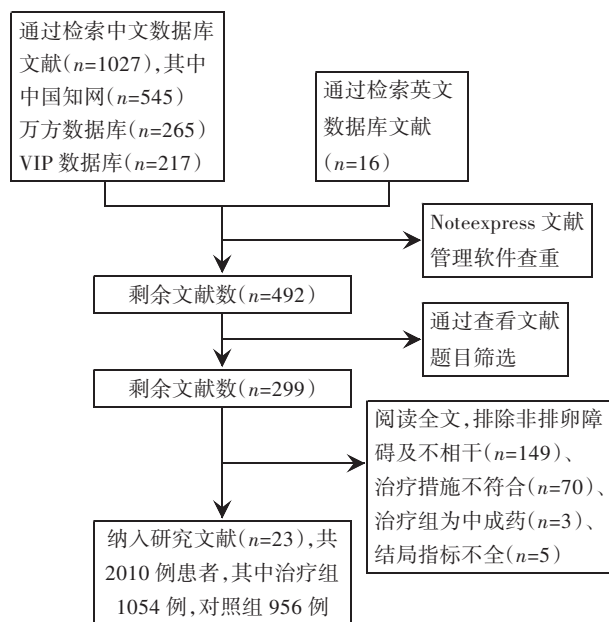 通过检索中文数据库
文献(n=1027),其中
中国知网(n=545)
万方数据库(n=265)
VIP 数据库(n=217)
通过检索英文
数据库文献
(n=16)
Noteexpress 文献
管理软件查重
剩余文献数(n=492)
通过查看文献
题目筛选
剩余文献数(n=299)
阅读全文,排除非排卵障
碍及不相干(n=149)、
治疗措施不符合(n=70)、
治疗组为中成药(n=3)、
结局指标不全(n=5)
纳入研究文献(n=23),共
2010 例患者,其中治疗组
1054 例,对照组 956 例